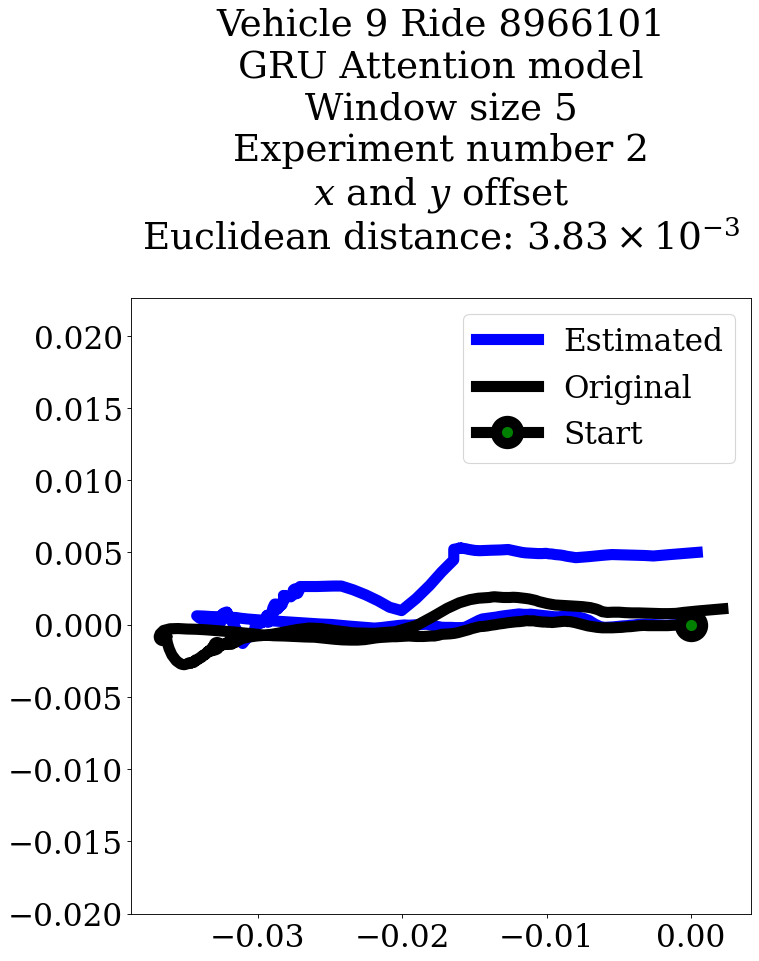 Vehicle 9 Ride 8966101
GRU Attention model
Window size 5
Experiment number 2
x and y offset
Euclidean distance: 3.83 × 10⁻³
Estimated
Original
Start
0.020
0.015
0.010
0.005
0.000
−0.005
−0.010
−0.015
−0.020
−0.03 −0.02 −0.01 0.00